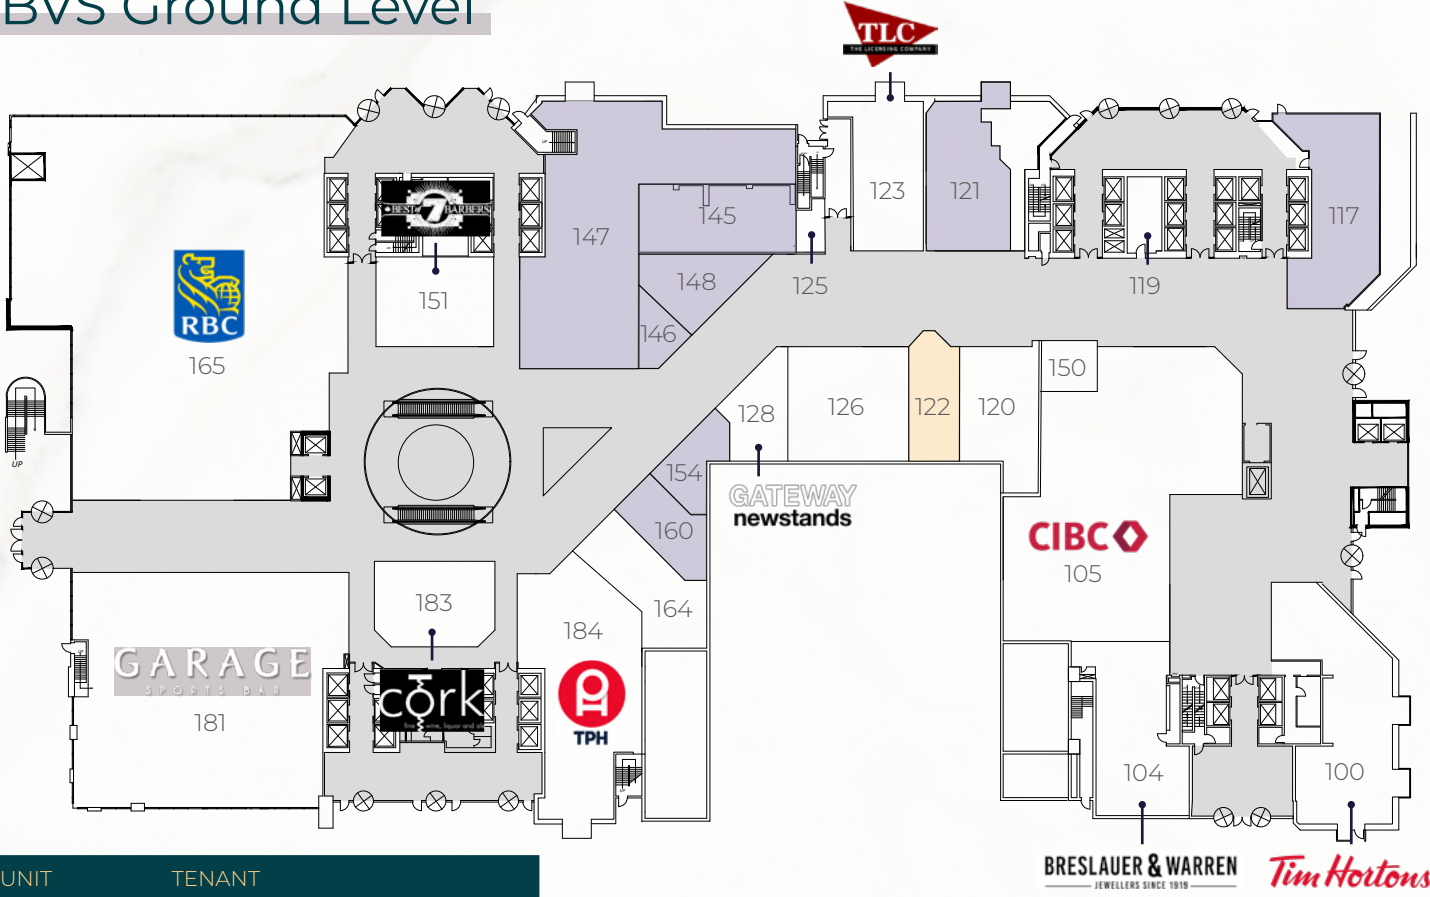 BVS Ground Level
TLC
THE LICENSING COMPANY
BEST OF 7 BARBERS
123
121
117
147
145
148
125
119
146
151
RBC
165
150
128
126
122
120
154
GATEWAY
newstands
160
CIBC
105
UP
183
164
184
GARAGE
SPORTS BAR
181
cork
TPH
104
100
BRESLAUER & WARREN
JEWELLERS SINCE 1919
Tim Hortons
UNIT TENANT